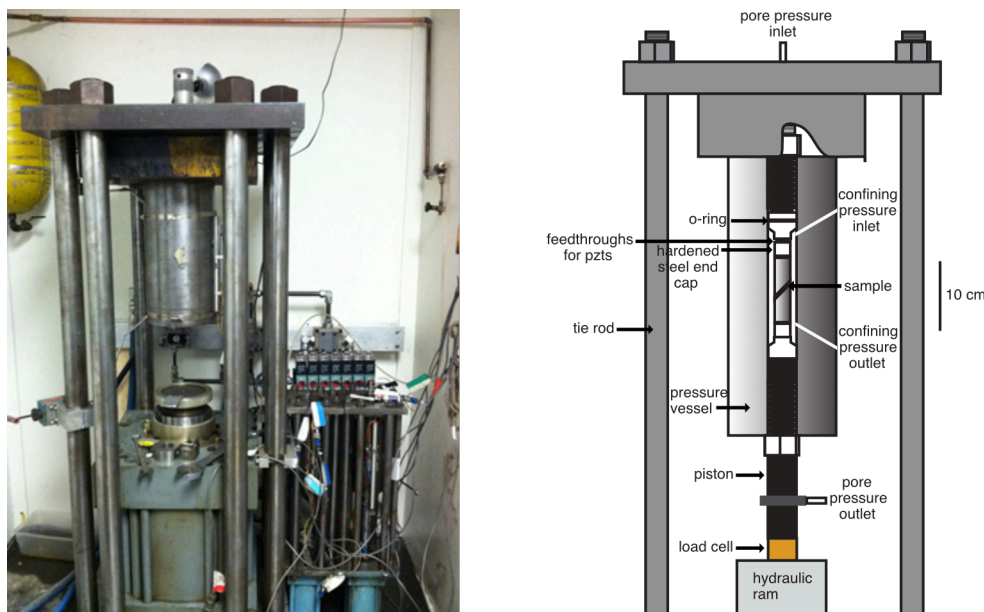 pore pressure
inlet
o-ring
feedthroughs
for pzts
hardened
steel end
cap
confining
pressure
inlet
sample
10 cm
tie rod
confining
pressure
outlet
pressure
vessel
piston
pore
pressure
outlet
load cell
hydraulic
ram